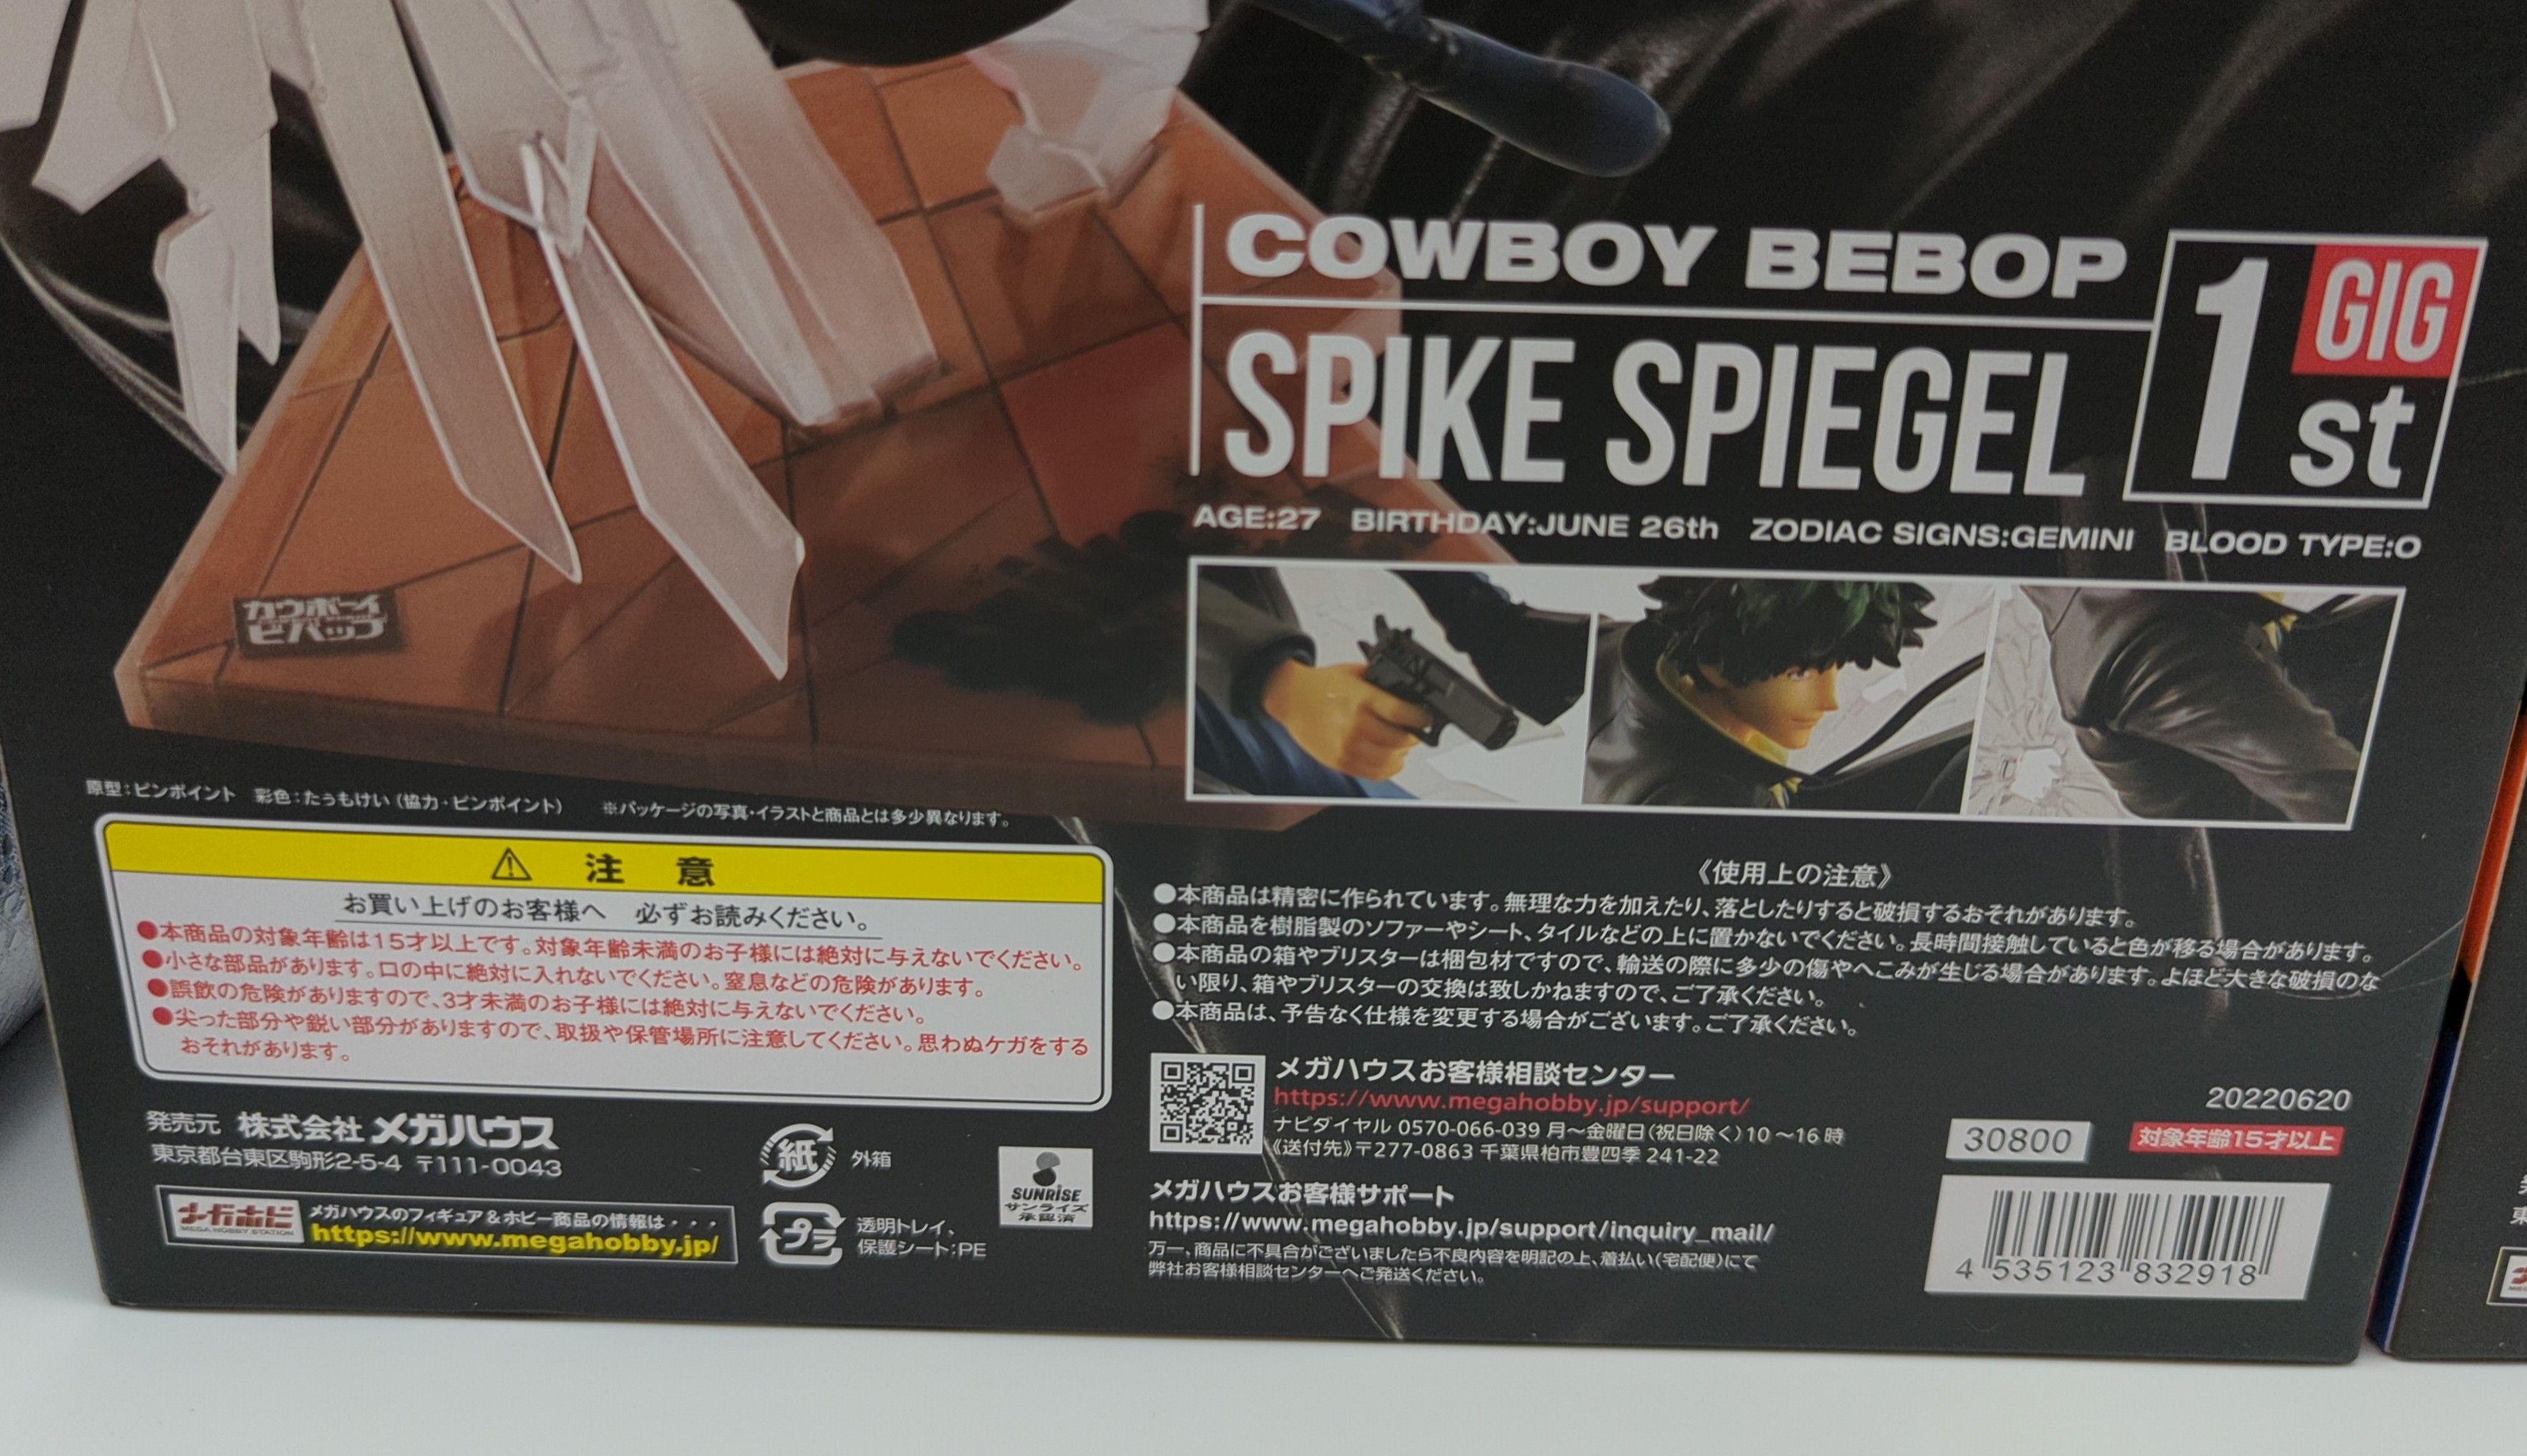 COWBOY BEBOP
SPIKE SPIEGEL
1st GIG
AGE:27 BIRTHDAY:JUNE 26th ZODIAC SIGNS:GEMINI BLOOD TYPE:O
カウボーイ
ビバップ
原型:ピンポイント 彩色:たぅもけい(協力・ピンポイント) ※パッケージの写真・イラストと商品とは多少異なります。
⚠ 注意
お買い上げのお客様へ 必ずお読みください。
●本商品の対象年齢は15才以上です。対象年齢未満のお子様には絶対に与えないでください。
●小さな部品があります。口の中に絶対に入れないでください。窒息などの危険があります。
●誤飲の危険がありますので、3才未満のお子様には絶対に与えないでください。
●尖った部分や鋭い部分がありますので、取扱や保管場所に注意してください。思わぬケガをする
おそれがあります。
発売元 株式会社メガハウス
東京都台東区駒形2-5-4 〒111-0043
メガホビ
MEGA HOBBY STATION
メガハウスのフィギュア&ホビー商品の情報は・・・
https://www.megahobby.jp/
紙 外箱
プラ 透明トレイ、
保護シート:PE
SUNRISE
サンライズ
承認済
《使用上の注意》
●本商品は精密に作られています。無理な力を加えたり、落としたりすると破損するおそれがあります。
●本商品を樹脂製のソファーやシート、タイルなどの上に置かないでください。長時間接触していると色が移る場合があります。
●本商品の箱やブリスターは梱包材ですので、輸送の際に多少の傷やへこみが生じる場合があります。よほど大きな破損のな
い限り、箱やブリスターの交換は致しかねますので、ご了承ください。
●本商品は、予告なく仕様を変更する場合がございます。ご了承ください。
メガハウスお客様相談センター
https://www.megahobby.jp/support/
ナビダイヤル 0570-066-039 月〜金曜日(祝日除く)10〜16時
《送付先》〒277-0863 千葉県柏市豊四季 241-22
メガハウスお客様サポート
https://www.megahobby.jp/support/inquiry_mail/
万一、商品に不具合がございましたら不良内容を明記の上、着払い(宅配便)にて
弊社お客様相談センターへご発送ください。
20220620
30800
対象年齢15才以上
4 535123 832918